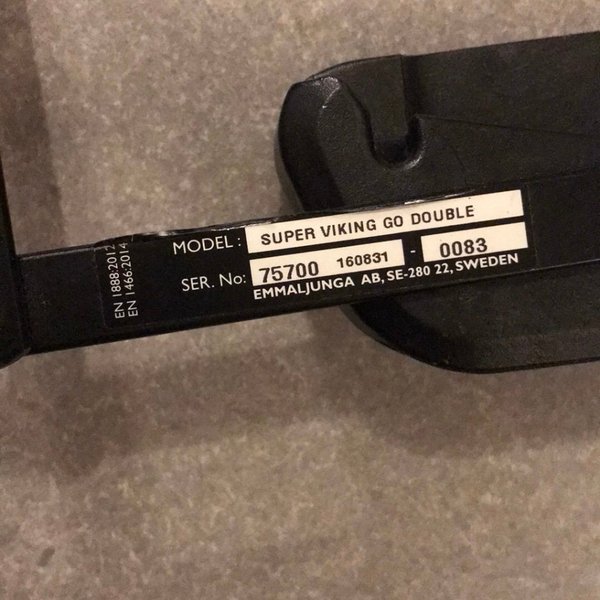 EN 1888:2012
EN 1466:2014
MODEL: SUPER VIKING GO DOUBLE
SER. No: 75700 160831 - 0083
EMMALJUNGA AB, SE-280 22, SWEDEN